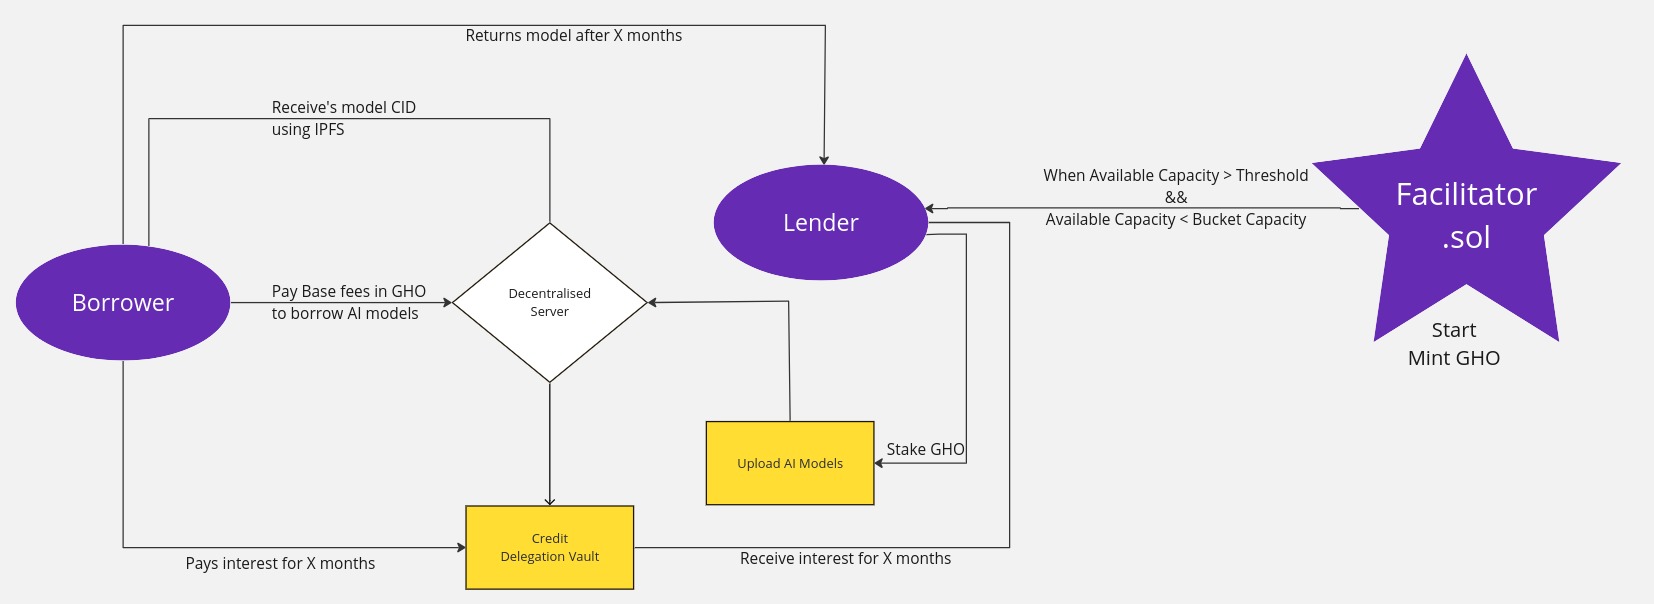 Returns model after X months
Receive's model CID
using IPFS
When Available Capacity > Threshold
&&
Available Capacity < Bucket Capacity
Facilitator
.sol
Lender
Borrower
Pay Base fees in GHO
to borrow AI models
Decentralised
Server
Start
Mint GHO
Stake GHO
Upload AI Models
Credit
Delegation Vault
Pays interest for X months
Receive interest for X months